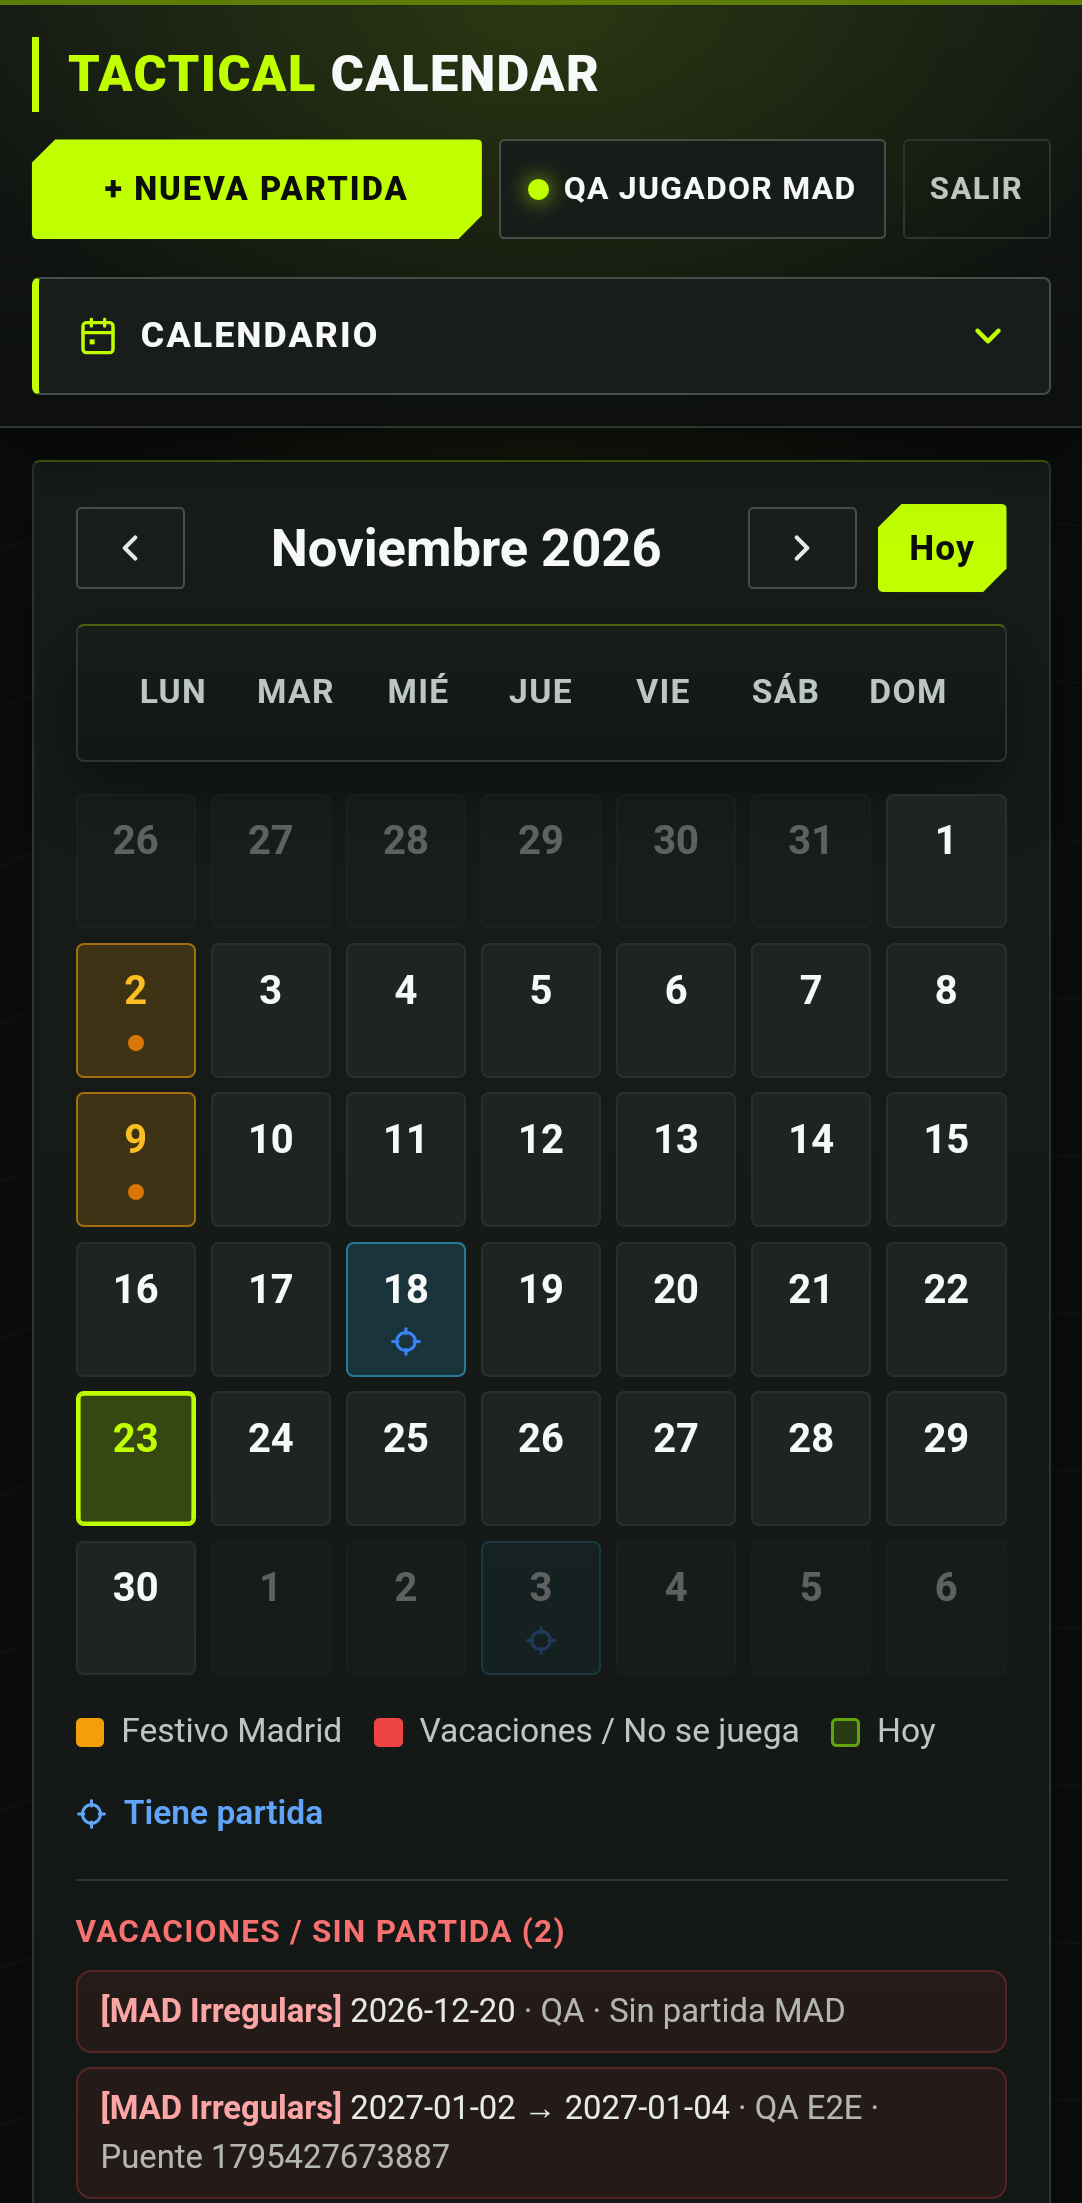 TACTICAL CALENDAR
+ NUEVA PARTIDA QA JUGADOR MAD SALIR
CALENDARIO
Noviembre 2026 Hoy
LUN MAR MIÉ JUE VIE SÁB DOM
26 27 28 29 30 31 1
2 3 4 5 6 7 8
9 10 11 12 13 14 15
16 17 18 19 20 21 22
23 24 25 26 27 28 29
30 1 2 3 4 5 6
Festivo Madrid Vacaciones / No se juega Hoy
Tiene partida
VACACIONES / SIN PARTIDA (2)
[MAD Irregulars] 2026-12-20 · QA · Sin partida MAD
[MAD Irregulars] 2027-01-02 → 2027-01-04 · QA E2E ·
Puente 1795427673887